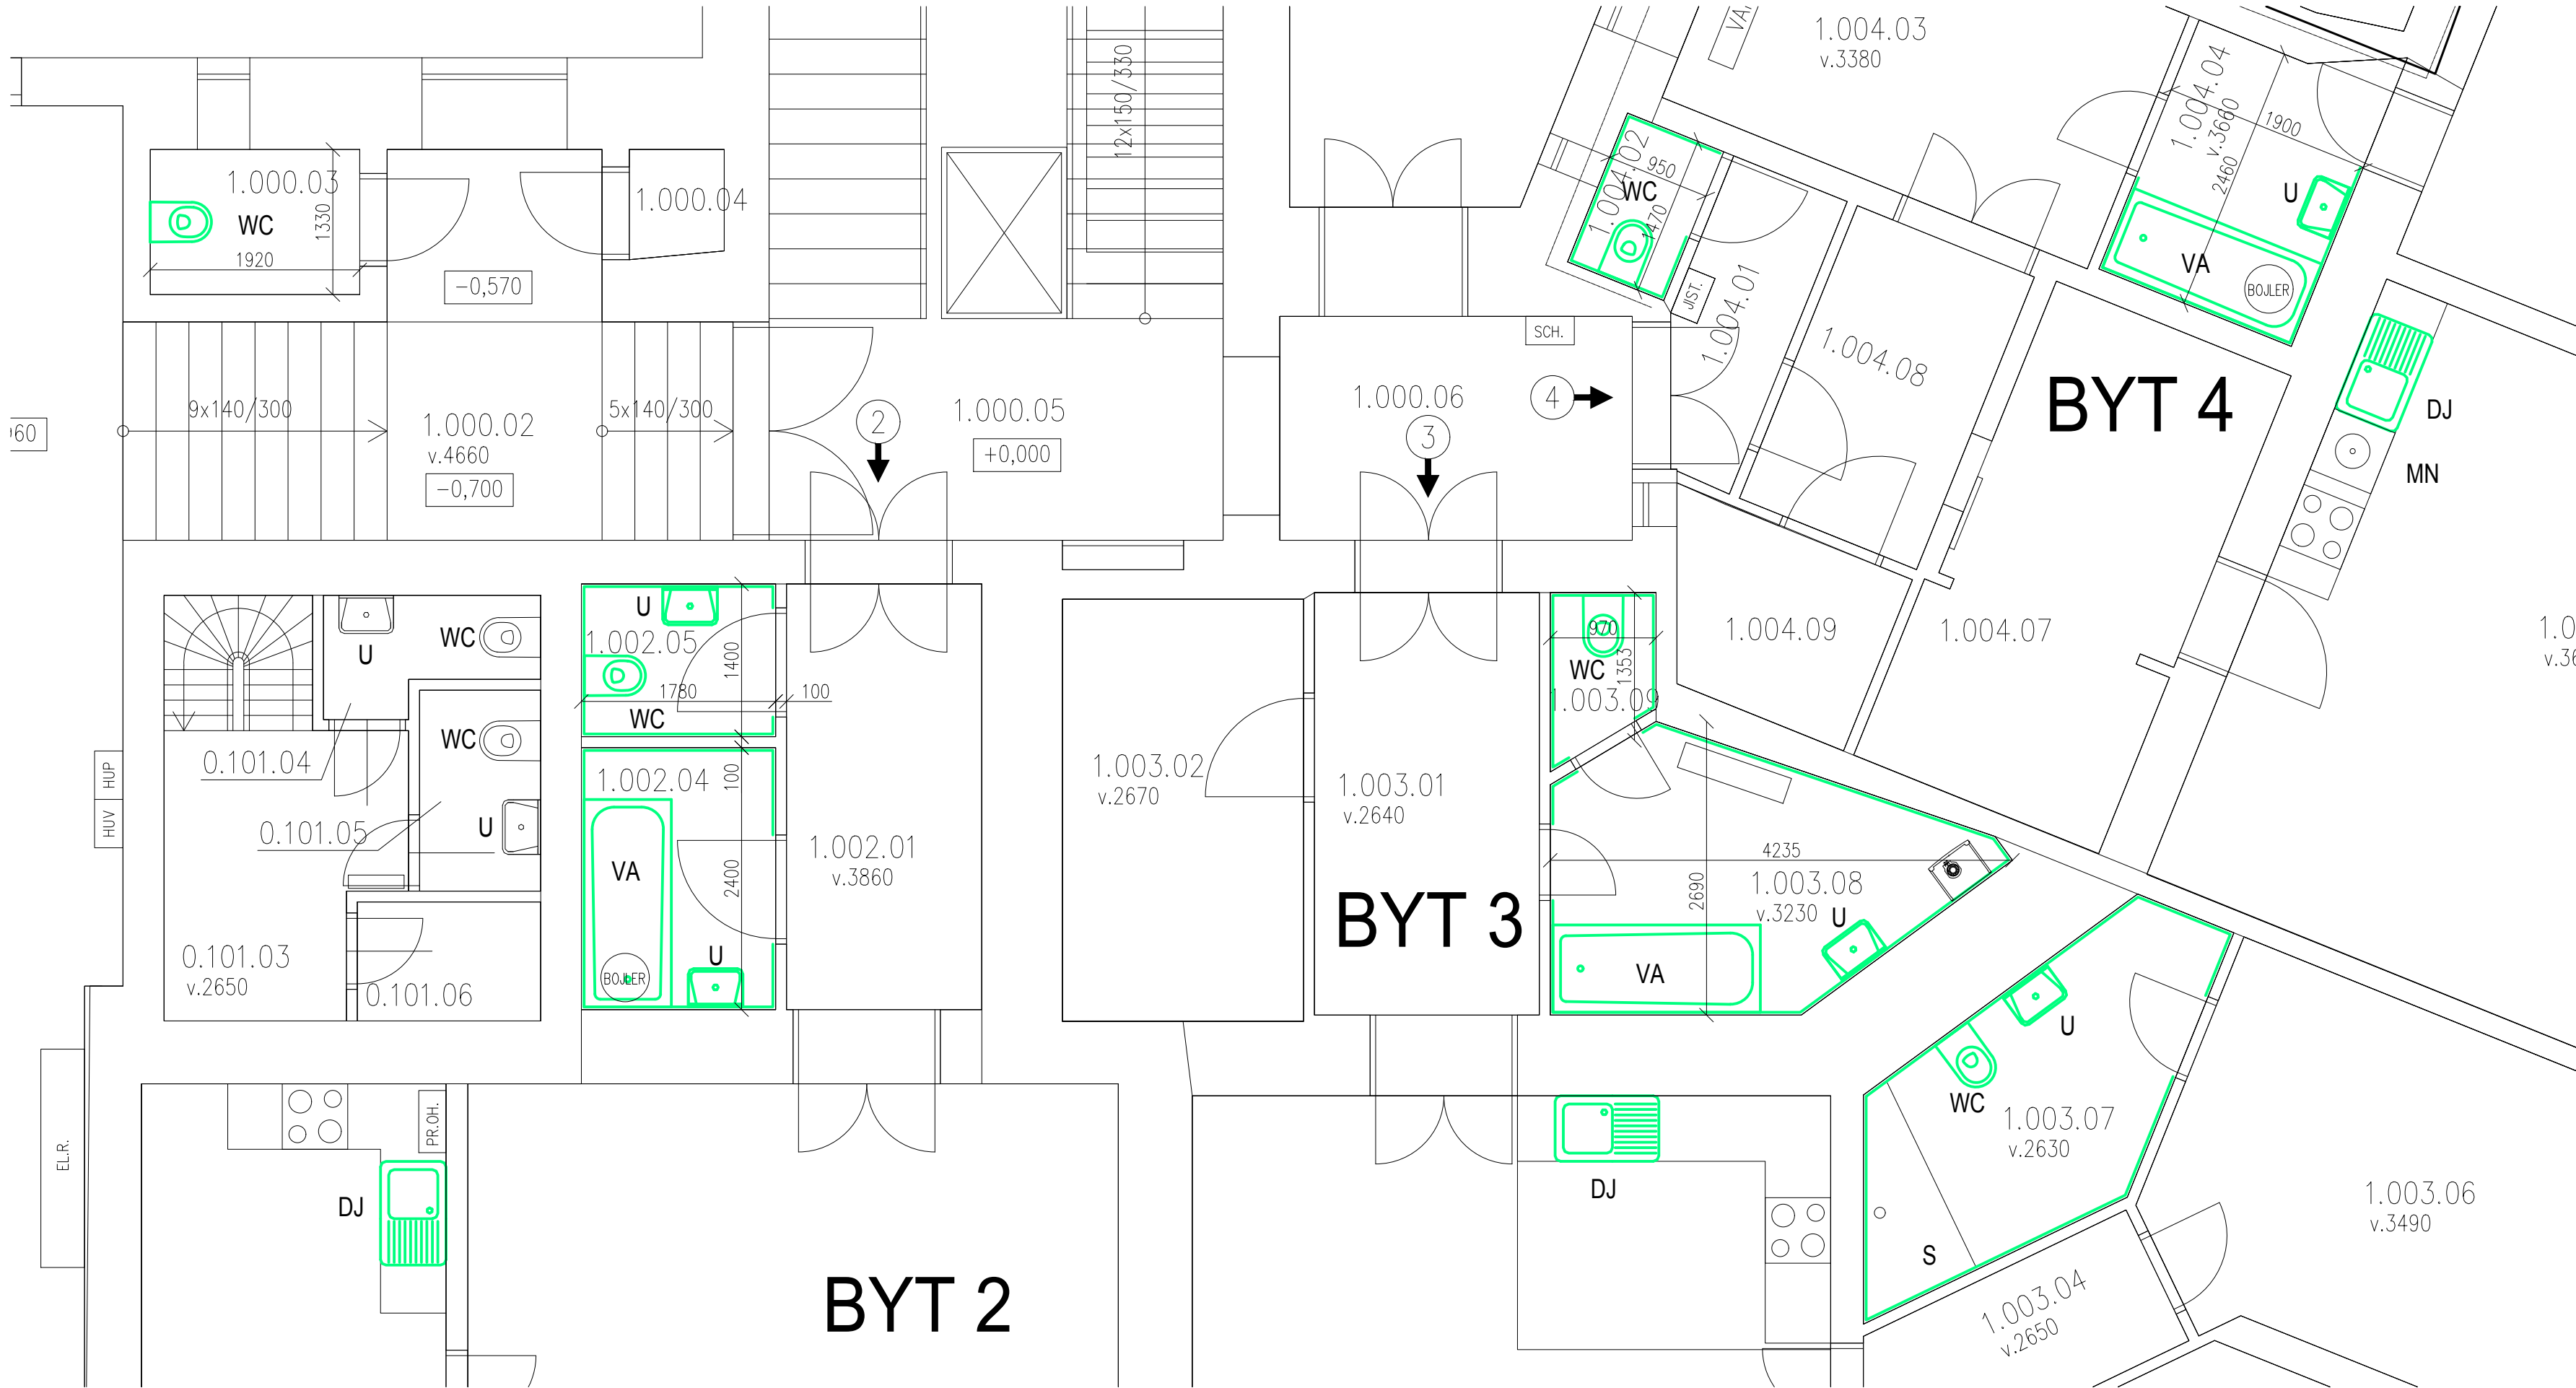 12x150/330
1.004.03
v.3380
1.004.04
v.3660
1900
2460
U
VA
BOJLER
1.000.03
WC
1330
1920
1.000.04
-0,570
1.004.02
950
WC
1470
JIST.
1.004.01
1.004.08
SCH.
BYT 4
DJ
MN
9x140/300
1.000.02
v.4660
-0,700
5x140/300
2
1.000.05
+0,000
1.000.06
3
4
U
1.002.05
1400
1780
100
WC
970
WC
1353
1.003.09
1.004.09
1.004.07
WC
U
WC
0.101.04
0.101.05
U
HUP
HUV
1.002.04
100
VA
2400
BOJLER
U
1.002.01
v.3860
1.003.02
v.2670
1.003.01
v.2640
BYT 3
4235
2690
1.003.08
v.3230
U
VA
0.101.03
v.2650
0.101.06
U
WC
1.003.07
v.2630
S
EL.R.
PR.OH.
DJ
BYT 2
DJ
1.003.06
v.3490
1.003.04
v.2650